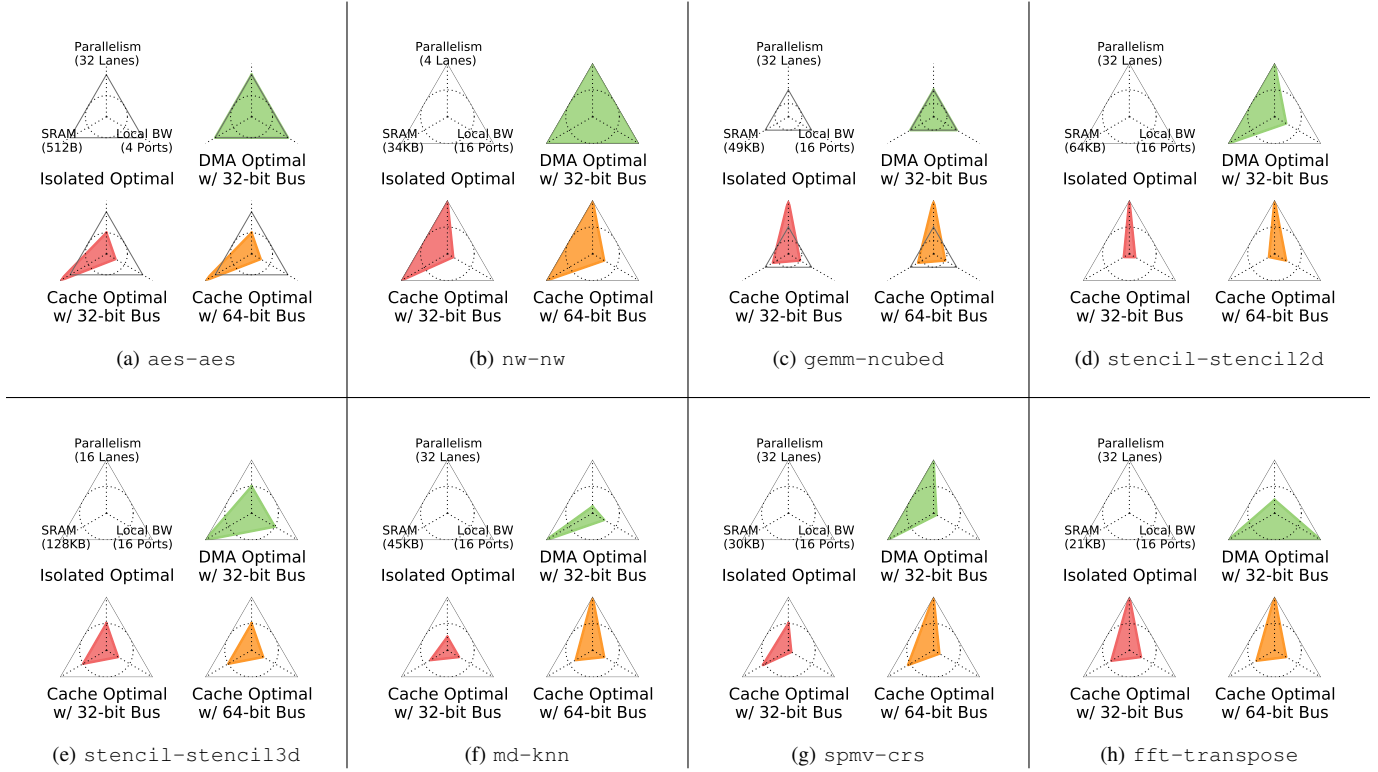 Parallelism
(32 Lanes)
SRAM
(512B)
Local BW
(4 Ports)
Isolated Optimal
DMA Optimal
w/ 32-bit Bus
Cache Optimal
w/ 32-bit Bus
Cache Optimal
w/ 64-bit Bus
(a) aes-aes
Parallelism
(4 Lanes)
SRAM
(34KB)
Local BW
(16 Ports)
Isolated Optimal
DMA Optimal
w/ 32-bit Bus
Cache Optimal
w/ 32-bit Bus
Cache Optimal
w/ 64-bit Bus
(b) nw-nw
Parallelism
(32 Lanes)
SRAM
(49KB)
Local BW
(16 Ports)
Isolated Optimal
DMA Optimal
w/ 32-bit Bus
Cache Optimal
w/ 32-bit Bus
Cache Optimal
w/ 64-bit Bus
(c) gemm-ncubed
Parallelism
(32 Lanes)
SRAM
(64KB)
Local BW
(16 Ports)
Isolated Optimal
DMA Optimal
w/ 32-bit Bus
Cache Optimal
w/ 32-bit Bus
Cache Optimal
w/ 64-bit Bus
(d) stencil-stencil2d
Parallelism
(16 Lanes)
SRAM
(128KB)
Local BW
(16 Ports)
Isolated Optimal
DMA Optimal
w/ 32-bit Bus
Cache Optimal
w/ 32-bit Bus
Cache Optimal
w/ 64-bit Bus
(e) stencil-stencil3d
Parallelism
(32 Lanes)
SRAM
(45KB)
Local BW
(16 Ports)
Isolated Optimal
DMA Optimal
w/ 32-bit Bus
Cache Optimal
w/ 32-bit Bus
Cache Optimal
w/ 64-bit Bus
(f) md-knn
Parallelism
(32 Lanes)
SRAM
(30KB)
Local BW
(16 Ports)
Isolated Optimal
DMA Optimal
w/ 32-bit Bus
Cache Optimal
w/ 32-bit Bus
Cache Optimal
w/ 64-bit Bus
(g) spmv-crs
Parallelism
(32 Lanes)
SRAM
(21KB)
Local BW
(16 Ports)
Isolated Optimal
DMA Optimal
w/ 32-bit Bus
Cache Optimal
w/ 32-bit Bus
Cache Optimal
w/ 64-bit Bus
(h) fft-transpose